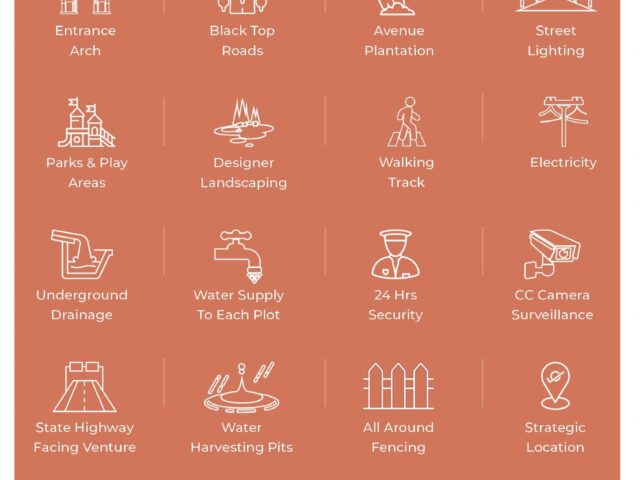 Entrance
Arch
Black Top
Roads
Avenue
Plantation
Street
Lighting
Parks & Play
Areas
Designer
Landscaping
Walking
Track
Electricity
Underground
Drainage
Water Supply
To Each Plot
24 Hrs
Security
CC Camera
Surveillance
State Highway
Facing Venture
Water
Harvesting Pits
All Around
Fencing
Strategic
Location